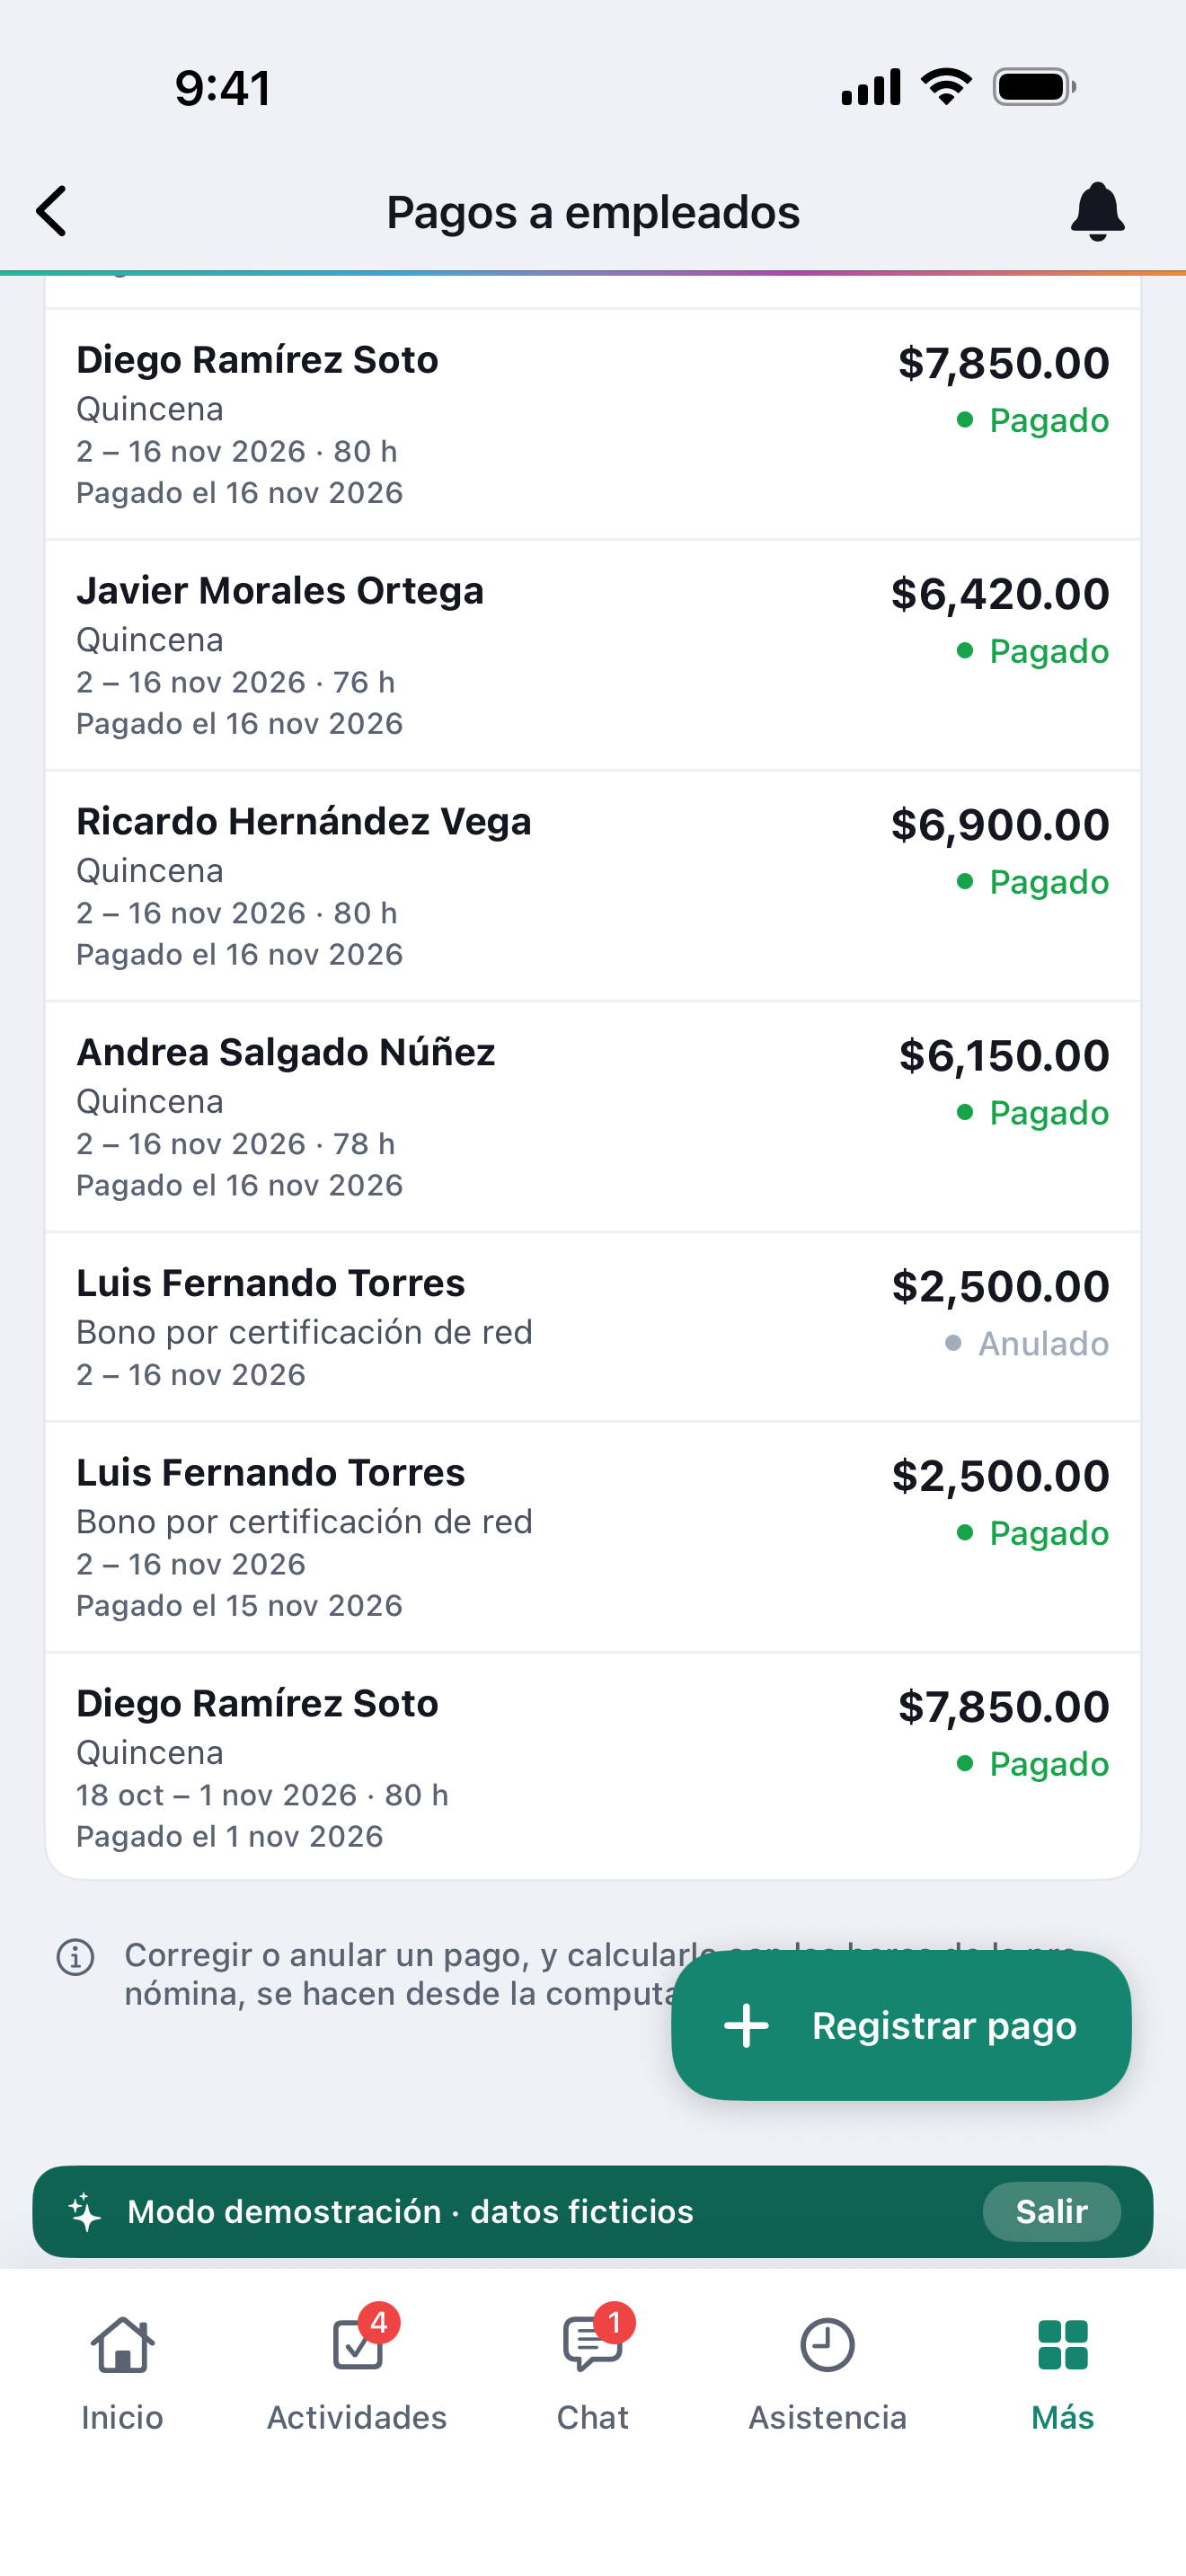 9:41
Pagos a empleados
Diego Ramírez Soto
$7,850.00
Quincena
Pagado
2 – 16 nov 2026 · 80 h
Pagado el 16 nov 2026
Javier Morales Ortega
$6,420.00
Quincena
Pagado
2 – 16 nov 2026 · 76 h
Pagado el 16 nov 2026
Ricardo Hernández Vega
$6,900.00
Quincena
Pagado
2 – 16 nov 2026 · 80 h
Pagado el 16 nov 2026
Andrea Salgado Núñez
$6,150.00
Quincena
Pagado
2 – 16 nov 2026 · 78 h
Pagado el 16 nov 2026
Luis Fernando Torres
$2,500.00
Bono por certificación de red
Anulado
2 – 16 nov 2026
Luis Fernando Torres
$2,500.00
Bono por certificación de red
Pagado
2 – 16 nov 2026
Pagado el 15 nov 2026
Diego Ramírez Soto
$7,850.00
Quincena
Pagado
18 oct – 1 nov 2026 · 80 h
Pagado el 1 nov 2026
Corregir o anular un pago, y
nómina, se hacen desde la
Registrar pago
Modo demostración · datos ficticios
Salir
4
1
Inicio
Actividades
Chat
Asistencia
Más